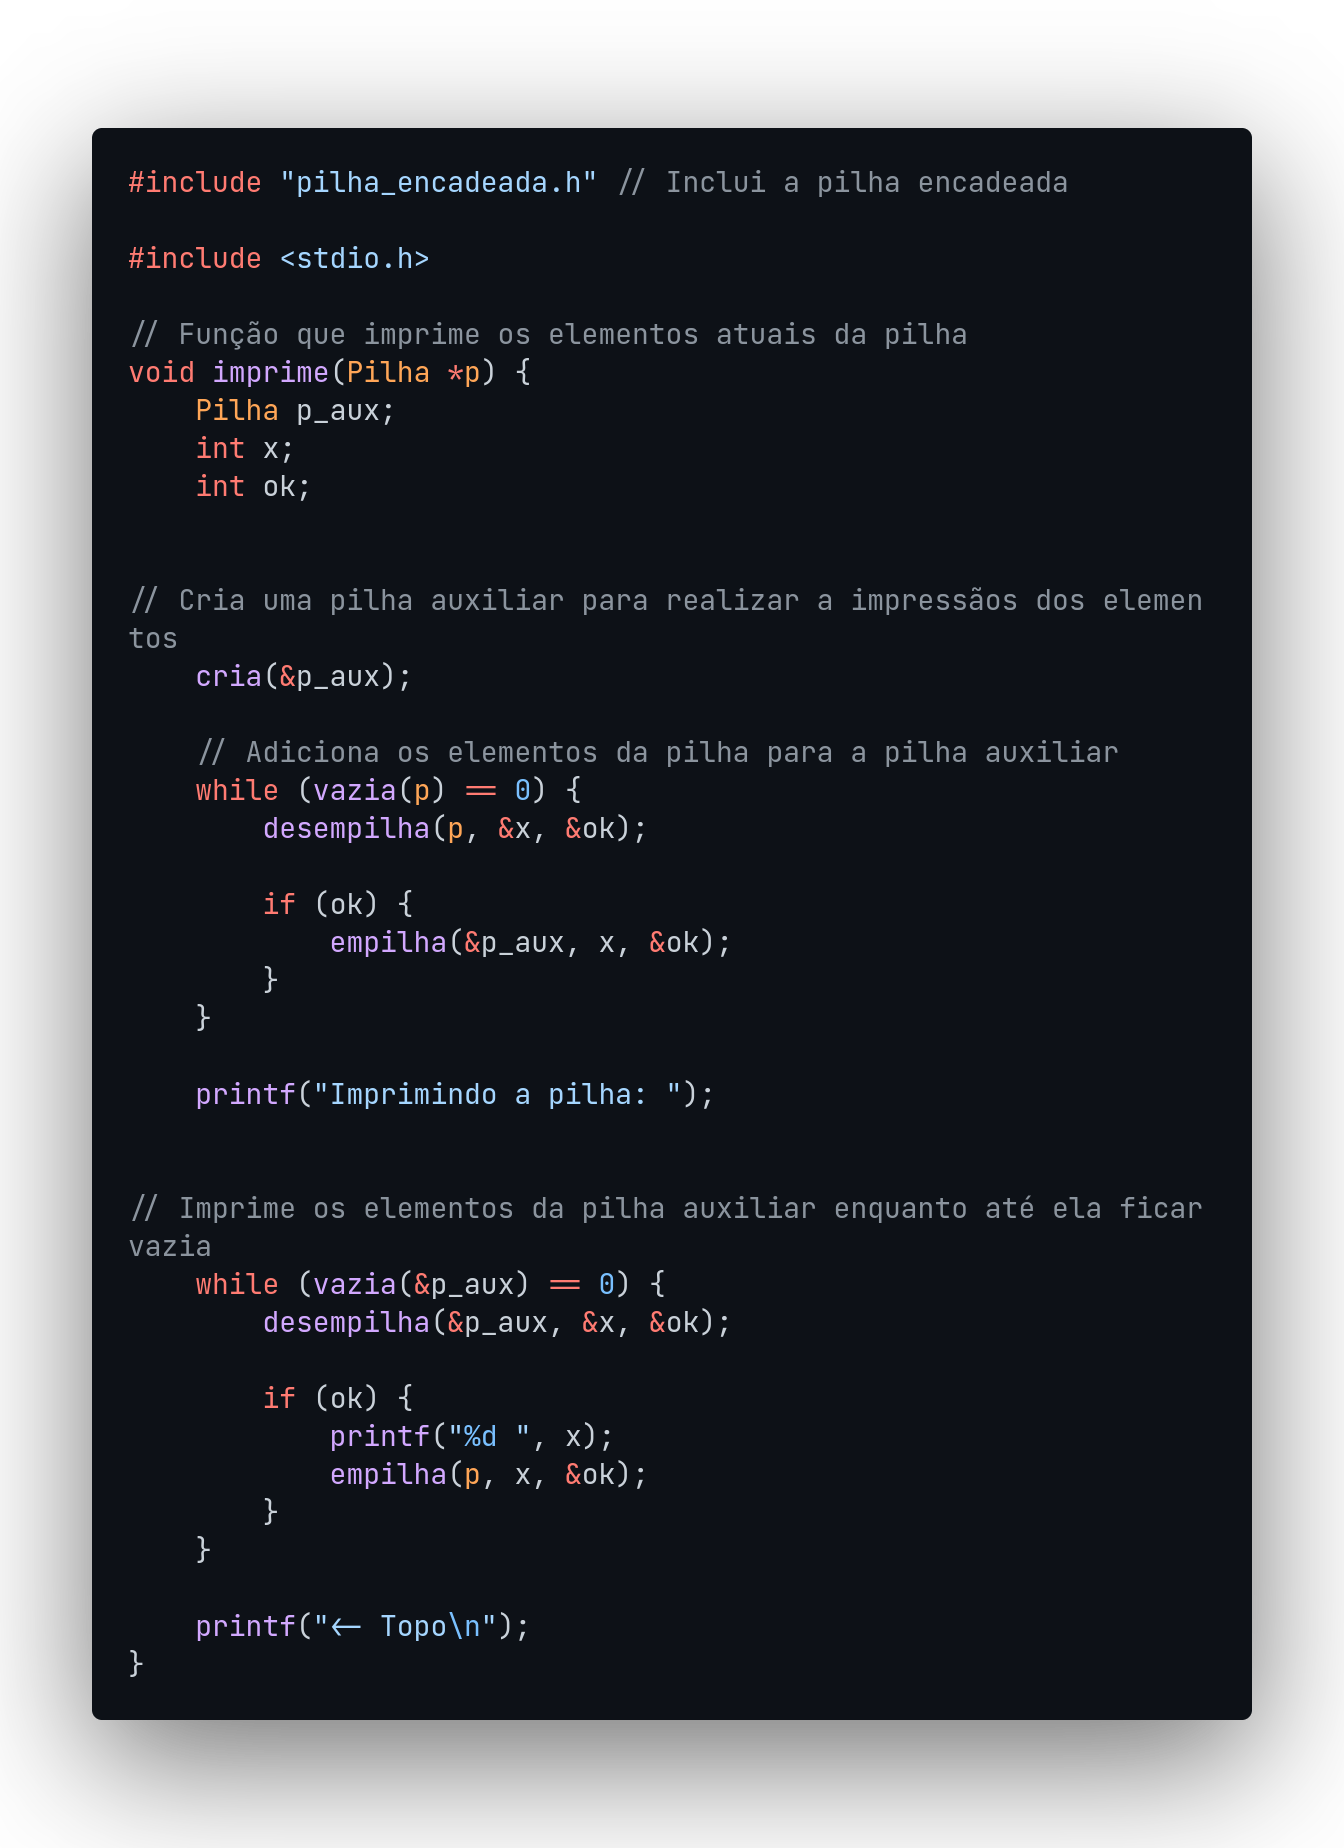 #include "pilha_encadeada.h" // Inclui a pilha encadeada
#include <stdio.h>
// Função que imprime os elementos atuais da pilha
void imprime(Pilha *p) {
    Pilha p_aux;
    int x;
    int ok;
// Cria uma pilha auxiliar para realizar a impressãos dos elemen
tos
    cria(&p_aux);
    // Adiciona os elementos da pilha para a pilha auxiliar
    while (vazia(p) == 0) {
        desempilha(p, &x, &ok);
        if (ok) {
            empilha(&p_aux, x, &ok);
        }
    }
    printf("Imprimindo a pilha: ");
// Imprime os elementos da pilha auxiliar enquanto até ela ficar
vazia
    while (vazia(&p_aux) == 0) {
        desempilha(&p_aux, &x, &ok);
        if (ok) {
            printf("%d ", x);
            empilha(p, x, &ok);
        }
    }
    printf("<- Topo\n");
}